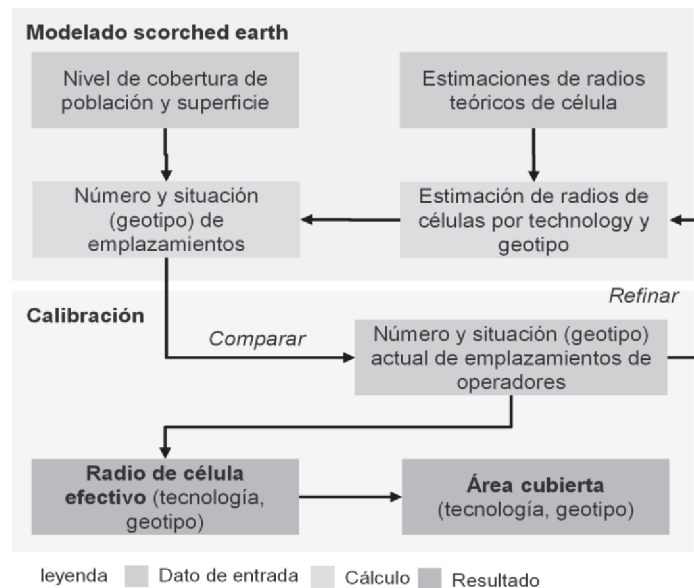 Modelado scorched earth
Nivel de cobertura de
población y superficie
Estimaciones de radios
teóricos de célula
Número y situación
(geotipo) de
emplazamientos
Estimación de radios de
células por technology y
geotipo
Refinar
Calibración
Comparar
Número y situación (geotipo)
actual de emplazamientos de
operadores
Radio de célula
efectivo (tecnología,
geotipo)
Área cubierta
(tecnología, geotipo)
leyenda Dato de entrada Cálculo Resultado